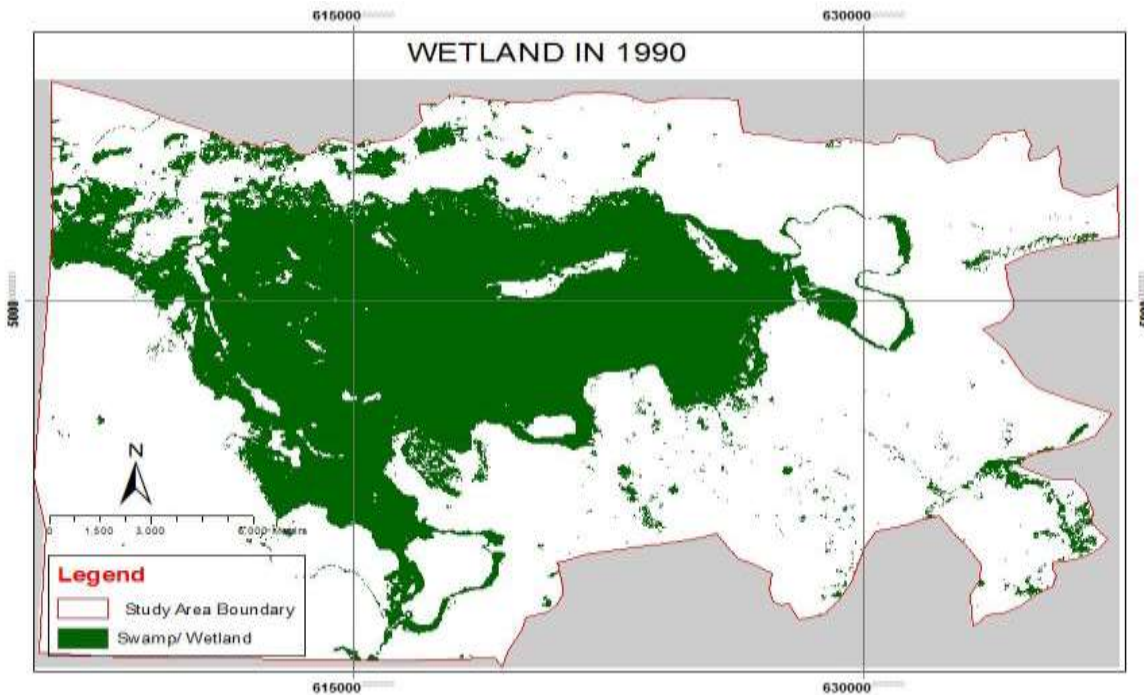 615000 630000
WETLAND IN 1990
5000
N
0 1,500 3,000 6,000
Legend
Study Area Boundary
Swamp/ Wetland
615000 630000